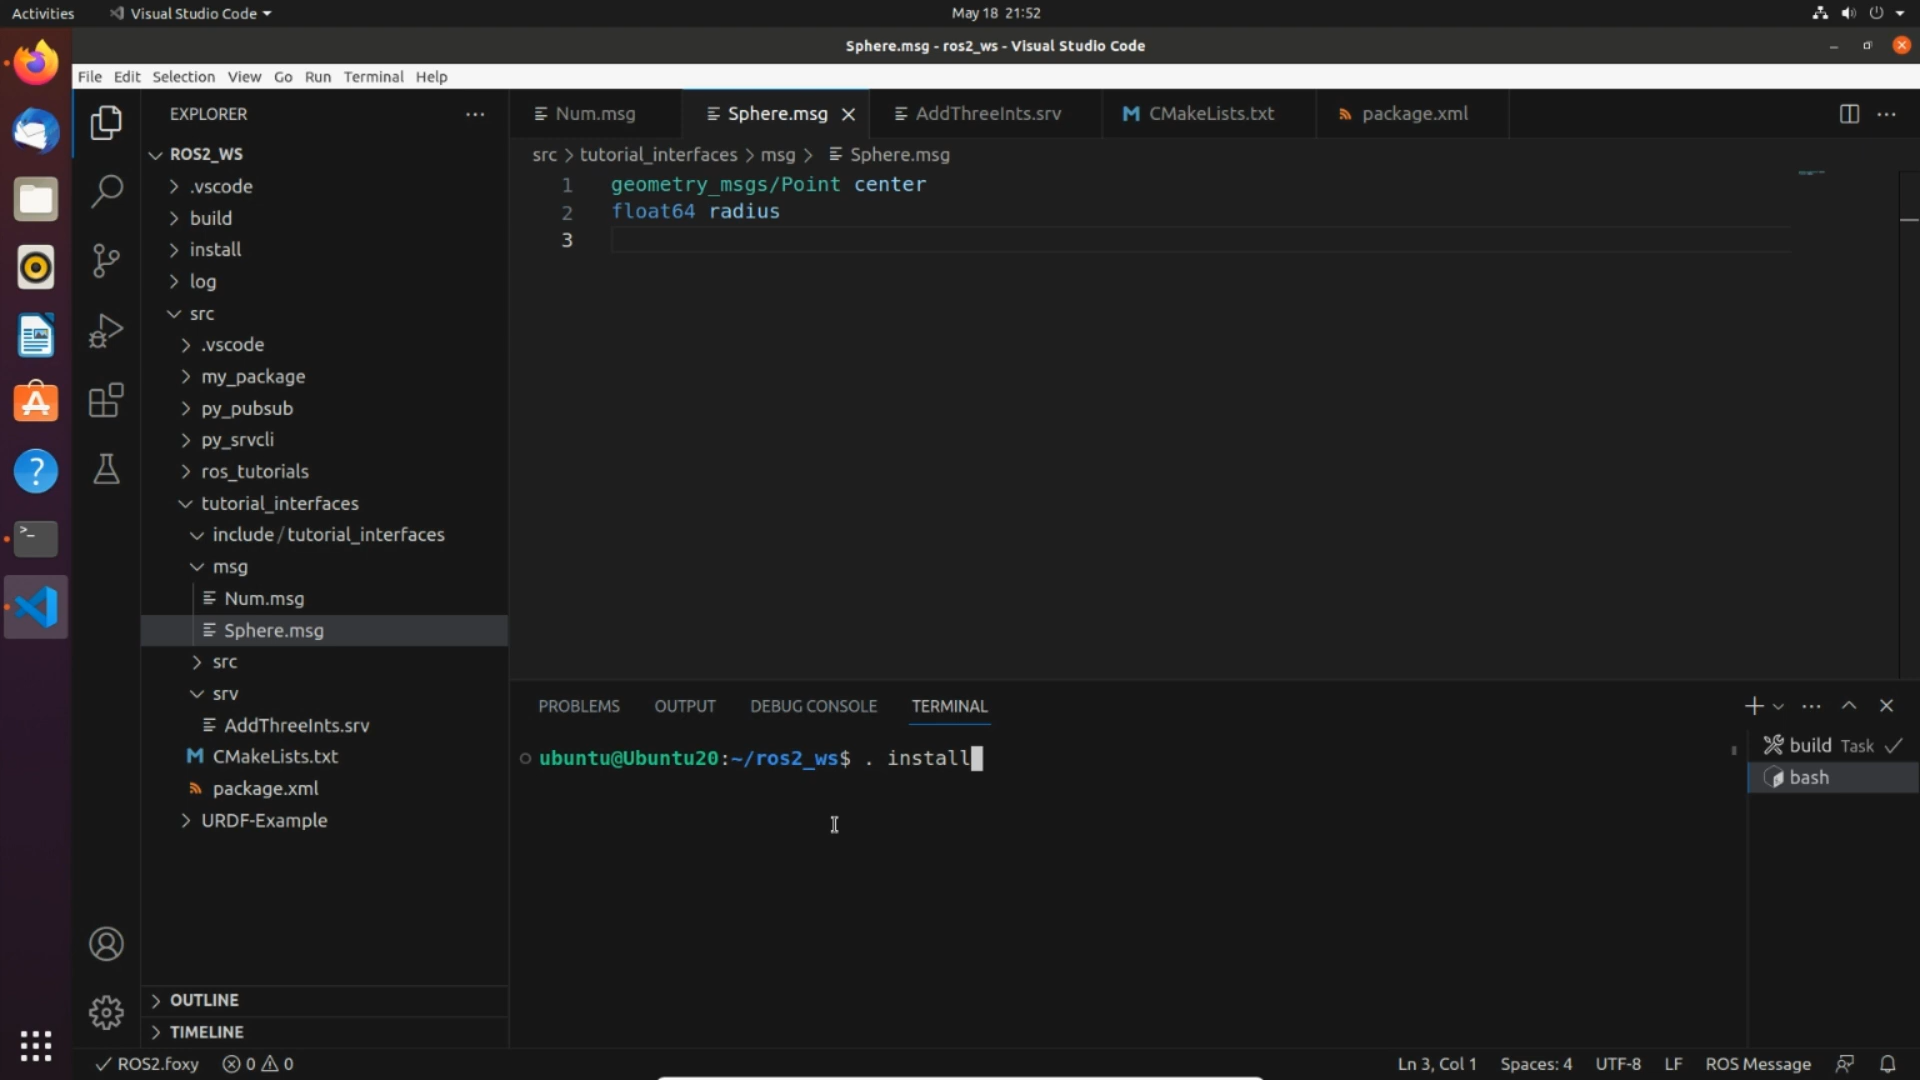 Activities
Visual Studio Code
May 18 21:52
Sphere.msg - ros2_ws - Visual Studio Code
File Edit Selection View Go Run Terminal Help
EXPLORER
Num.msg
Sphere.msg
AddThreeInts.srv
CMakeLists.txt
package.xml
ROS2_WS
.vscode
build
install
log
src
.vscode
my_package
py_pubsub
py_srvcli
ros_tutorials
tutorial_interfaces
include / tutorial_interfaces
msg
Num.msg
Sphere.msg
src
srv
AddThreeInts.srv
CMakeLists.txt
package.xml
URDF-Example
OUTLINE
TIMELINE
src > tutorial_interfaces > msg > Sphere.msg
1 geometry_msgs/Point center
2 float64 radius
3
PROBLEMS OUTPUT DEBUG CONSOLE TERMINAL
ubuntu@Ubuntu20:~/ros2_ws$ . install
build Task
bash
ROS2.foxy 0 0
Ln 3, Col 1 Spaces: 4 UTF-8 LF ROS Message